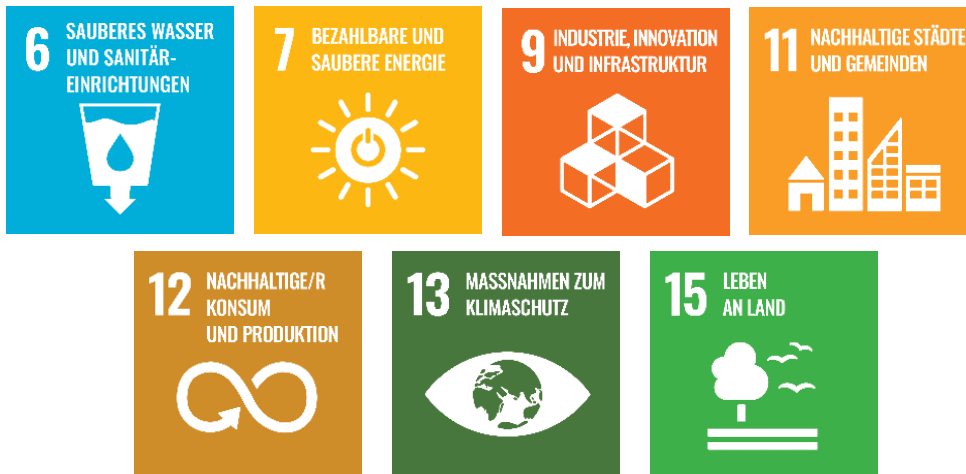 6 SAUBERES WASSER
UND SANITÄR-
EINRICHTUNGEN
7 BEZAHLBARE UND
SAUBERE ENERGIE
9 INDUSTRIE, INNOVATION
UND INFRASTRUKTUR
11 NACHHALTIGE STÄDTE
UND GEMEINDEN
12 NACHHALTIGE/R
KONSUM
UND PRODUKTION
13 MASSNAHMEN ZUM
KLIMASCHUTZ
15 LEBEN
AN LAND